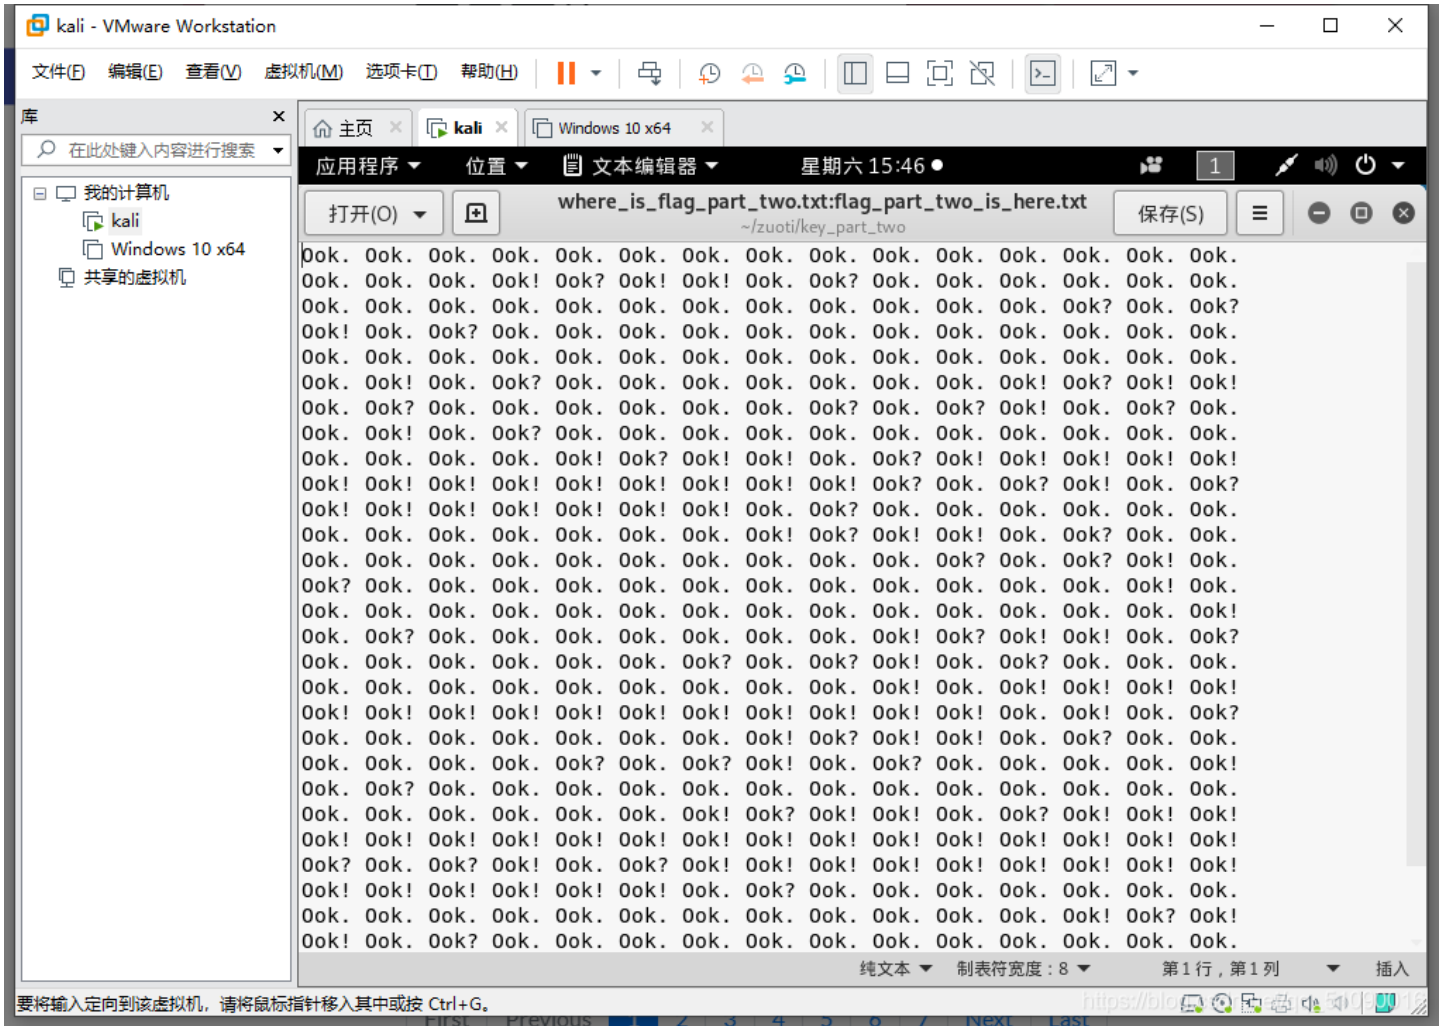 kali - VMware Workstation
文件(F) 编辑(E) 查看(V) 虚拟机(M) 选项卡(T) 帮助(H)
库
主页 kali Windows 10 x64
在此处键入内容进行搜索
应用程序 位置 文本编辑器 星期六 15:46 1
我的计算机
kali
Windows 10 x64
共享的虚拟机
打开(O) where_is_flag_part_two.txt:flag_part_two_is_here.txt 保存(S)
~/zuoti/key_part_two
Ook. Ook. Ook. Ook. Ook. Ook. Ook. Ook. Ook. Ook. Ook. Ook. Ook. Ook. Ook.
Ook. Ook. Ook. Ook! Ook? Ook! Ook! Ook. Ook? Ook. Ook. Ook. Ook. Ook. Ook.
Ook. Ook. Ook. Ook. Ook. Ook. Ook. Ook. Ook. Ook. Ook. Ook. Ook? Ook. Ook?
Ook! Ook. Ook? Ook. Ook. Ook. Ook. Ook. Ook. Ook. Ook. Ook. Ook. Ook. Ook.
Ook. Ook. Ook. Ook. Ook. Ook. Ook. Ook. Ook. Ook. Ook. Ook. Ook. Ook. Ook.
Ook. Ook! Ook. Ook? Ook. Ook. Ook. Ook. Ook. Ook. Ook. Ook! Ook? Ook! Ook!
Ook. Ook? Ook. Ook. Ook. Ook. Ook. Ook. Ook? Ook. Ook? Ook! Ook. Ook? Ook.
Ook. Ook! Ook. Ook? Ook. Ook. Ook. Ook. Ook. Ook. Ook. Ook. Ook. Ook. Ook.
Ook. Ook. Ook. Ook. Ook! Ook? Ook! Ook! Ook. Ook? Ook! Ook! Ook! Ook! Ook!
Ook! Ook! Ook! Ook! Ook! Ook! Ook! Ook! Ook! Ook? Ook. Ook? Ook! Ook. Ook?
Ook! Ook! Ook! Ook! Ook! Ook! Ook! Ook. Ook? Ook. Ook. Ook. Ook. Ook. Ook.
Ook. Ook. Ook. Ook. Ook. Ook. Ook. Ook! Ook? Ook! Ook! Ook. Ook? Ook. Ook.
Ook. Ook. Ook. Ook. Ook. Ook. Ook. Ook. Ook. Ook. Ook? Ook. Ook? Ook! Ook.
Ook? Ook. Ook. Ook. Ook. Ook. Ook. Ook. Ook. Ook. Ook. Ook. Ook. Ook! Ook.
Ook. Ook. Ook. Ook. Ook. Ook. Ook. Ook. Ook. Ook. Ook. Ook. Ook. Ook. Ook!
Ook. Ook? Ook. Ook. Ook. Ook. Ook. Ook. Ook. Ook! Ook? Ook! Ook! Ook. Ook?
Ook. Ook. Ook. Ook. Ook. Ook. Ook? Ook. Ook? Ook! Ook. Ook? Ook. Ook. Ook.
Ook. Ook. Ook. Ook. Ook. Ook. Ook. Ook. Ook. Ook! Ook. Ook! Ook! Ook! Ook!
Ook! Ook! Ook! Ook! Ook! Ook! Ook! Ook! Ook! Ook! Ook! Ook. Ook! Ook. Ook?
Ook. Ook. Ook. Ook. Ook. Ook. Ook. Ook! Ook? Ook! Ook! Ook. Ook? Ook. Ook.
Ook. Ook. Ook. Ook. Ook? Ook. Ook? Ook! Ook. Ook? Ook. Ook. Ook. Ook. Ook!
Ook. Ook? Ook. Ook. Ook. Ook. Ook. Ook. Ook. Ook. Ook. Ook. Ook. Ook. Ook.
Ook. Ook. Ook. Ook. Ook. Ook. Ook! Ook? Ook! Ook! Ook. Ook? Ook! Ook! Ook!
Ook! Ook! Ook! Ook! Ook! Ook! Ook! Ook! Ook! Ook! Ook! Ook! Ook! Ook! Ook!
Ook? Ook. Ook? Ook! Ook. Ook? Ook! Ook! Ook! Ook! Ook! Ook! Ook! Ook! Ook!
Ook! Ook! Ook! Ook! Ook! Ook! Ook. Ook? Ook. Ook. Ook. Ook. Ook. Ook. Ook.
Ook. Ook. Ook. Ook. Ook. Ook. Ook. Ook. Ook. Ook. Ook. Ook. Ook! Ook? Ook!
Ook! Ook. Ook? Ook. Ook. Ook. Ook. Ook. Ook. Ook. Ook. Ook. Ook. Ook. Ook.
纯文本 制表符宽度：8 第1行，第1列 插入
要将输入定向到该虚拟机，请将鼠标指针移入其中或按 Ctrl+G。
First Previous 2 3 4 5 6 7 Next Last